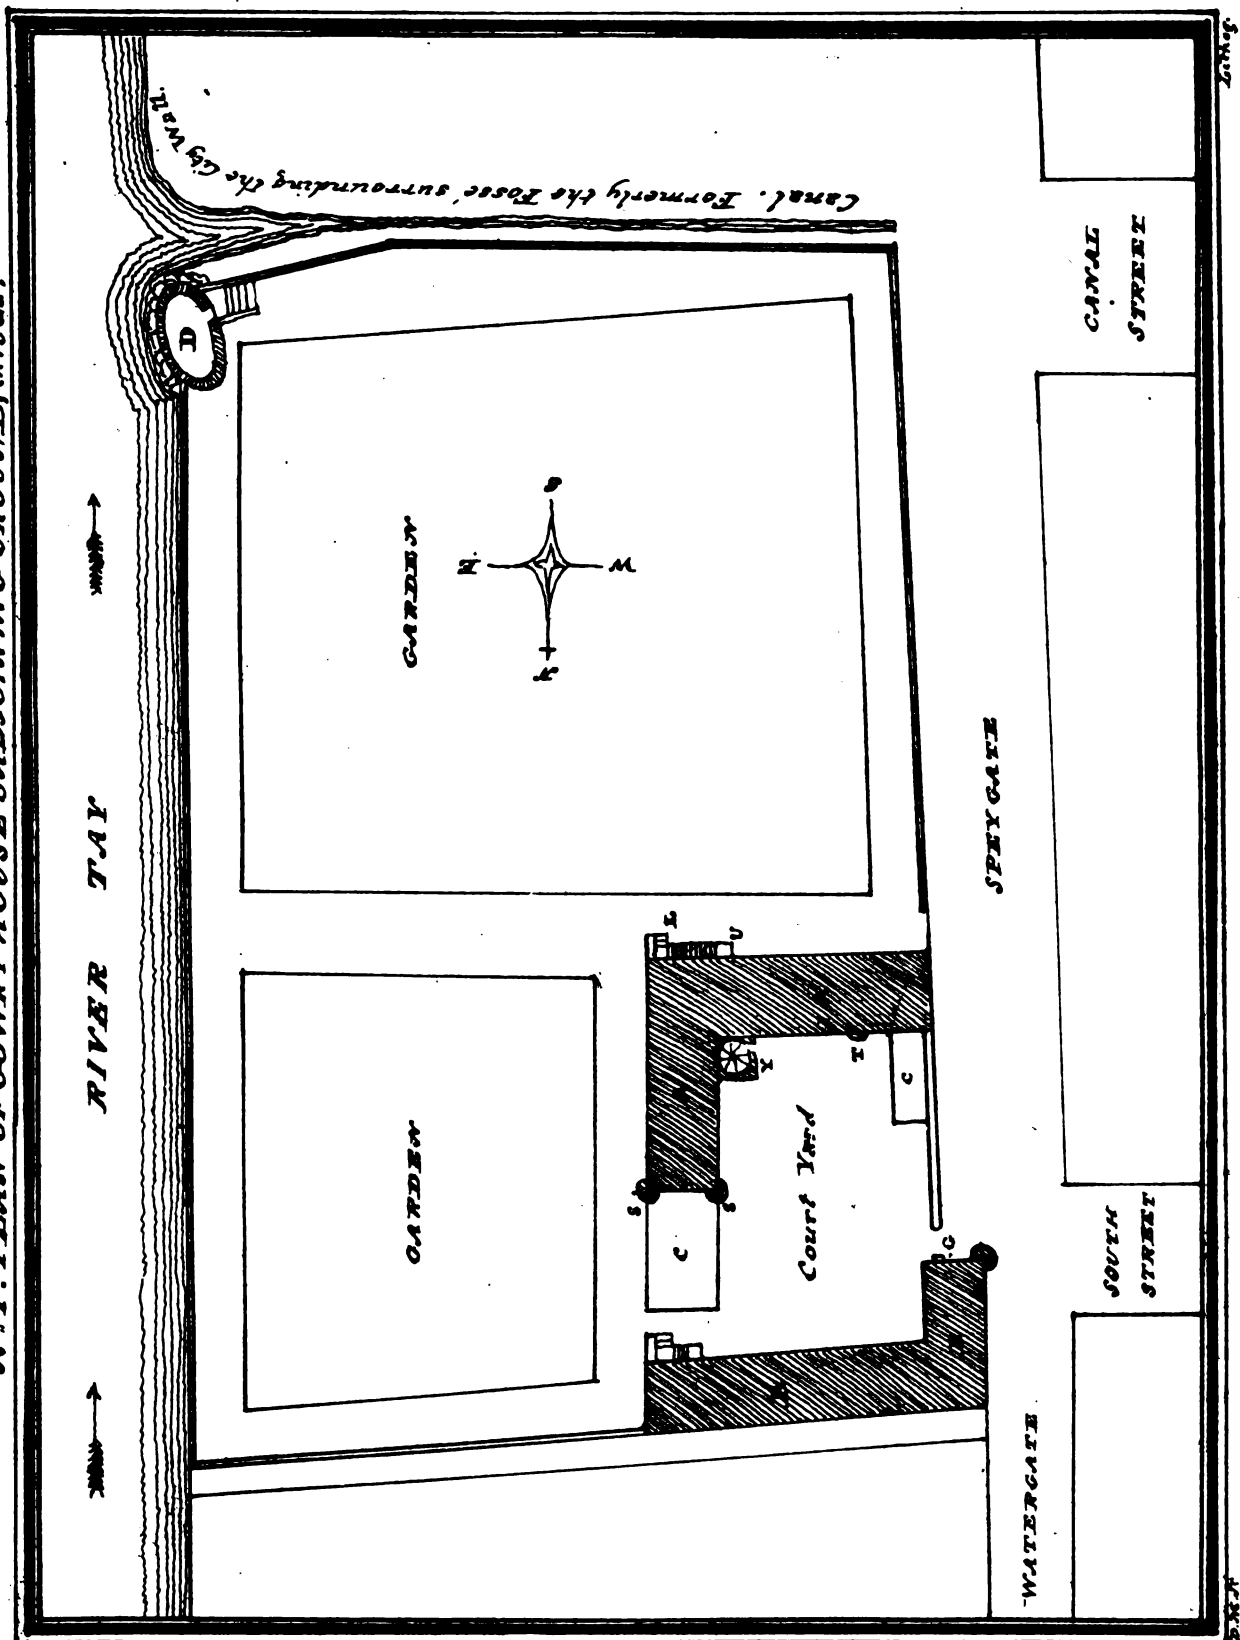 Lithog.
Canal. Formerly the Fosse' surrounding the City Wall.
RIVER TAY
GARDEN
GARDEN
N
E
S
W
CANAL
STREET
SPEYGATE
SOUTH
STREET
WATERGATE
Court Yard
L
U
Y
T
C
C
S
S
G